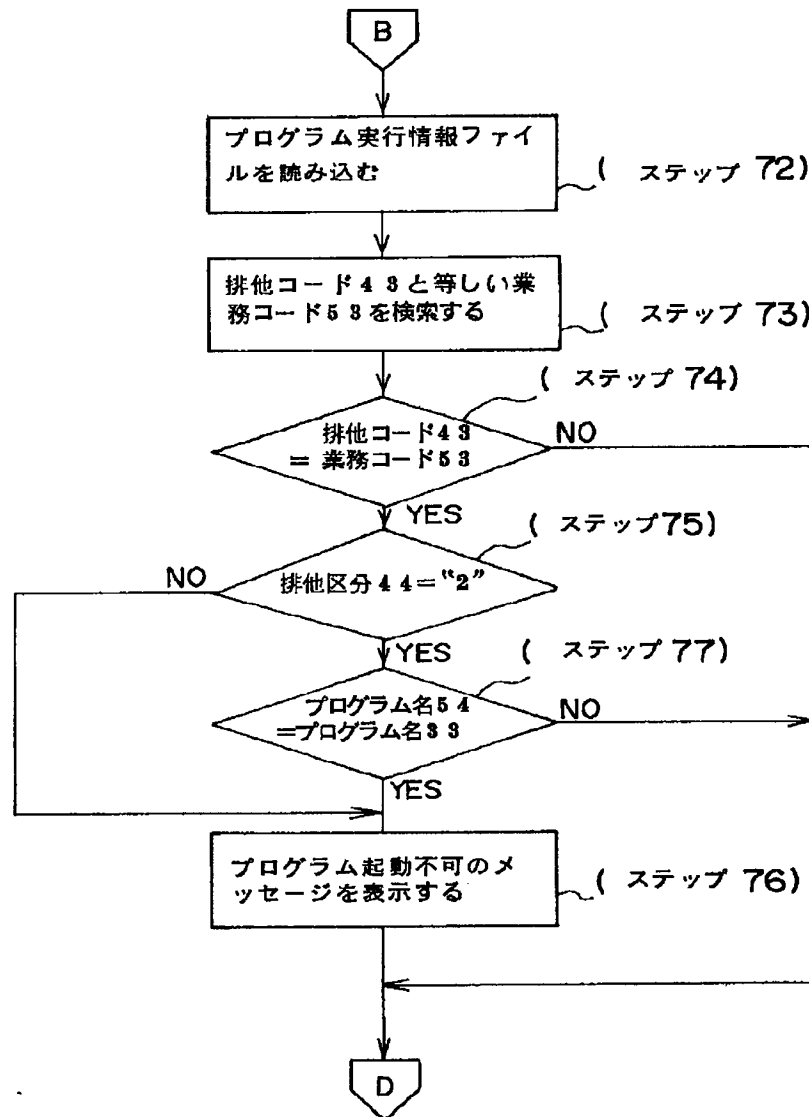 B
プログラム実行情報ファイ
ルを読み込む
( ステップ 72)
排他コード43と等しい業
務コード53を検索する
( ステップ 73)
( ステップ 74)
排他コード43
= 業務コード53
NO
YES
( ステップ75)
排他区分44=“2”
NO
YES
( ステップ 77)
プログラム名54
=プログラム名33
NO
YES
プログラム起動不可のメ
ッセージを表示する
( ステップ 76)
D